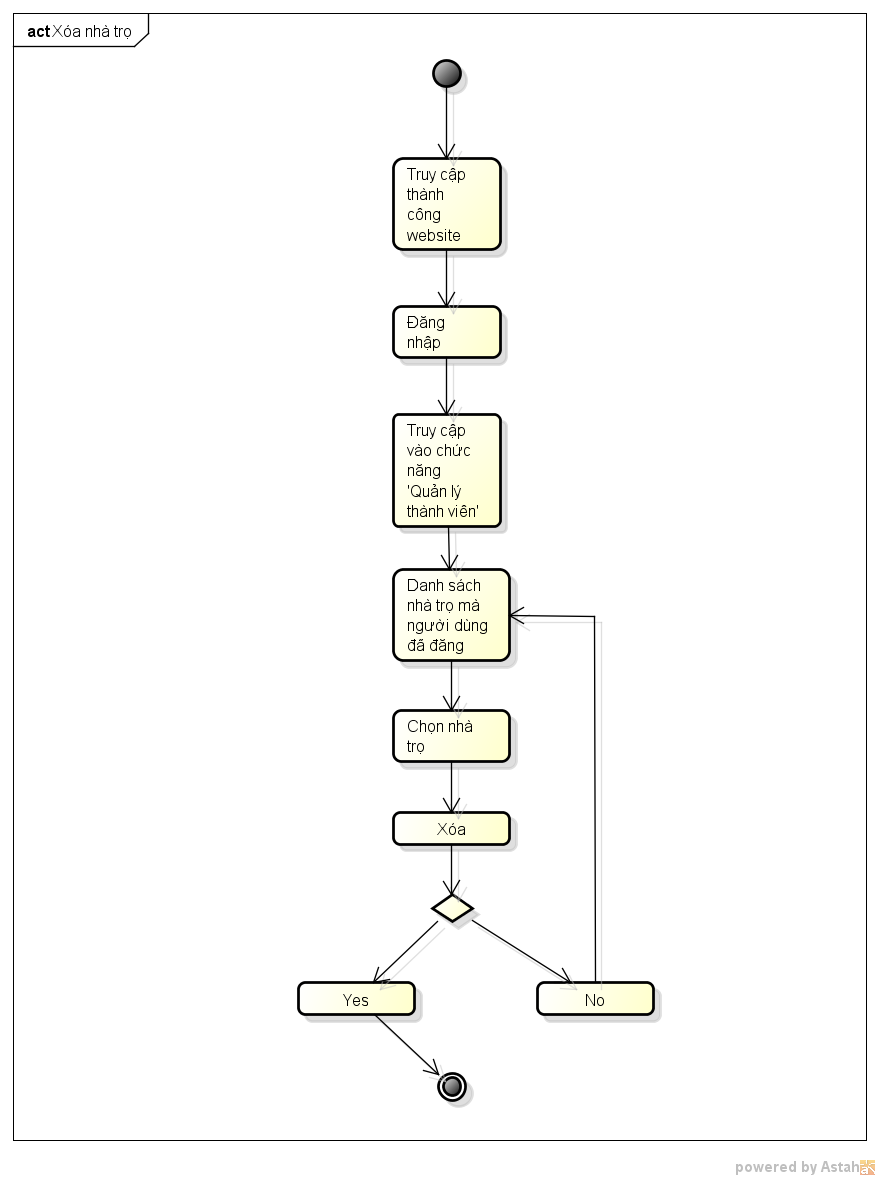 act Xóa nhà trọ
Truy cập
thành
công
website
Đăng
nhập
Truy cập
vào chức
năng
'Quản lý
thành viên'
Danh sách
nhà trọ mà
người dùng
đã đăng
Chọn nhà
trọ
Xóa
Yes
No
powered by Astah